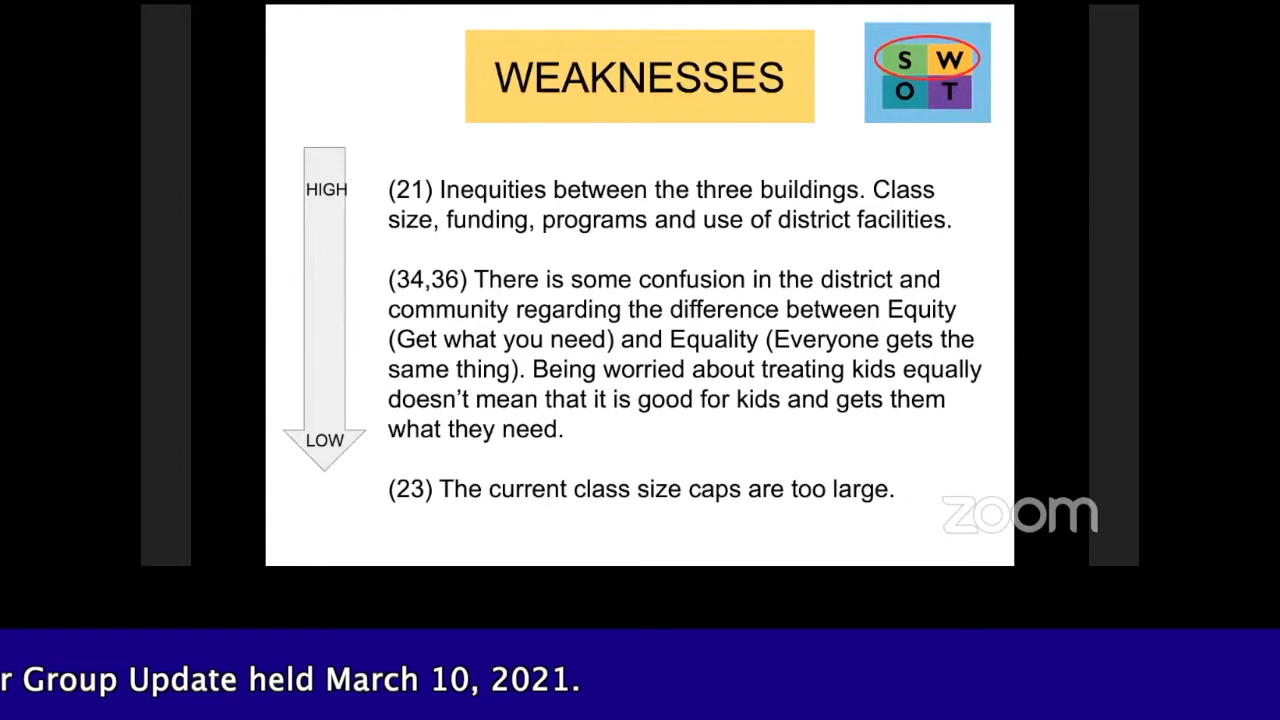 WEAKNESSES
S W
O T
HIGH
(21) Inequities between the three buildings. Class
size, funding, programs and use of district facilities.
(34,36) There is some confusion in the district and
community regarding the difference between Equity
(Get what you need) and Equality (Everyone gets the
same thing). Being worried about treating kids equally
doesn’t mean that it is good for kids and gets them
what they need.
LOW
(23) The current class size caps are too large.
zoom
r Group Update held March 10, 2021.